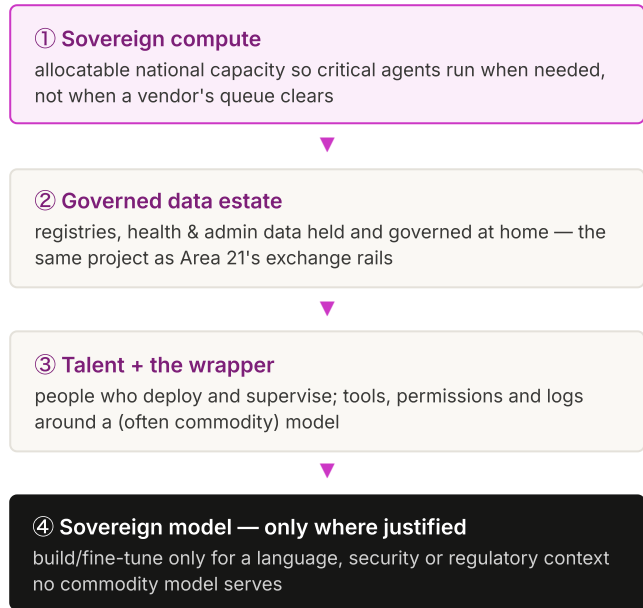 ① Sovereign compute
allocatable national capacity so critical agents run when needed,
not when a vendor's queue clears
② Governed data estate
registries, health & admin data held and governed at home — the
same project as Area 21's exchange rails
③ Talent + the wrapper
people who deploy and supervise; tools, permissions and logs
around a (often commodity) model
④ Sovereign model — only where justified
build/fine-tune only for a language, security or regulatory context
no commodity model serves